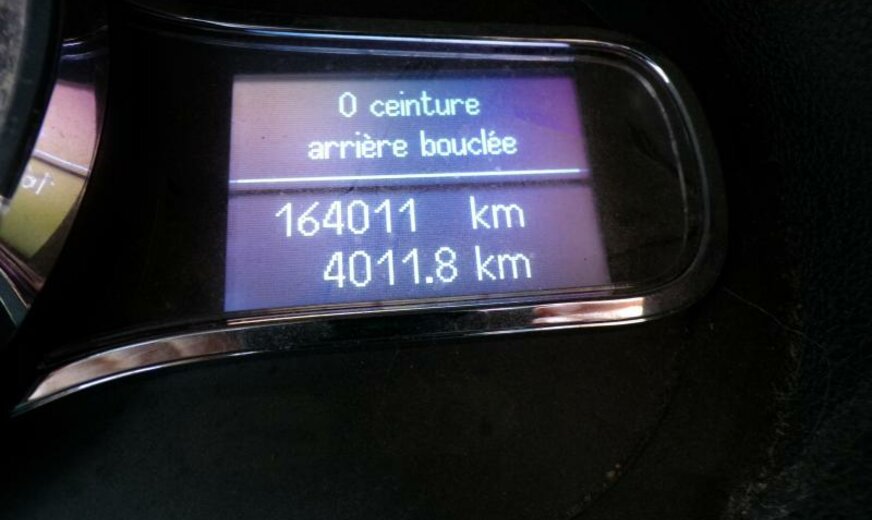 0 ceinture
arrière bouclée
164011 km
4011.8 km